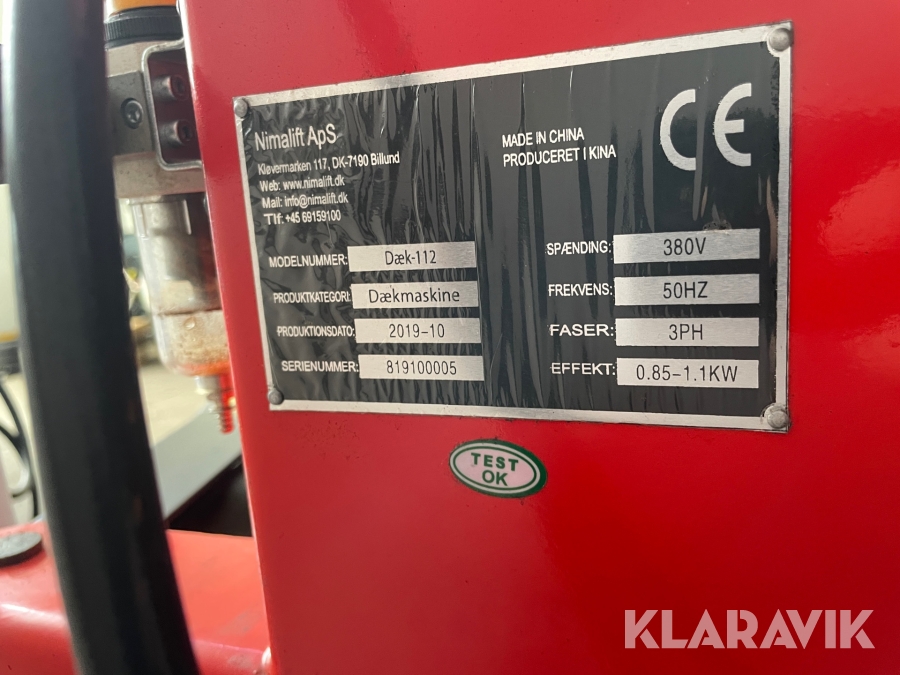 Nimalift ApS
Kløvermarken 117, DK-7190 Billund
Web: www.nimalift.dk
Mail: info@nimalift.dk
Tlf: +45 69159100
MADE IN CHINA
PRODUCERET I KINA
CE
MODELNUMMER: Dæk-112
PRODUKTKATEGORI: Dækmaskine
PRODUKTIONSDATO: 2019-10
SERIENUMMER: 819100005
SPÆNDING: 380V
FREKVENS: 50HZ
FASER: 3PH
EFFEKT: 0.85-1.1KW
TEST
OK
KLARAVIK